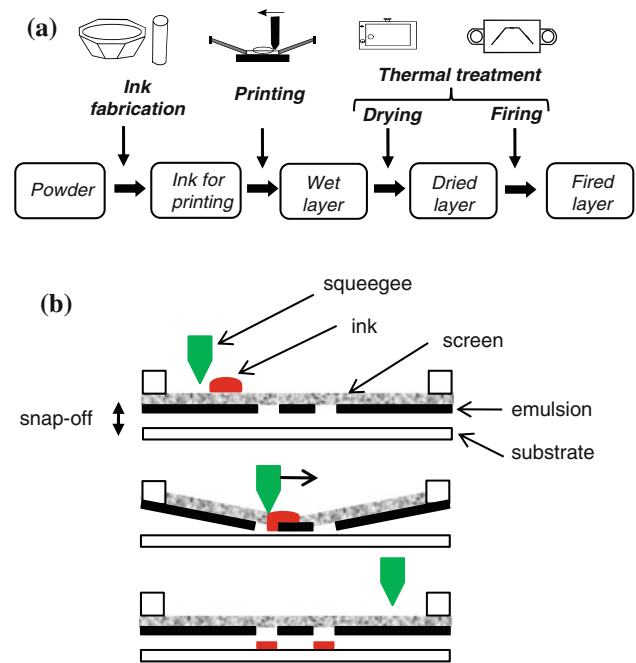 (a)
Ink
fabrication
Printing
Thermal treatment
Drying
Firing
Powder
Ink for
printing
Wet
layer
Dried
layer
Fired
layer
(b)
squeegee
ink
screen
snap-off
emulsion
substrate